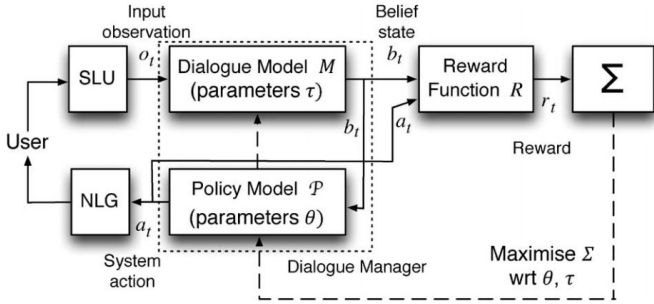 Input
observation
o_t
Belief
state
b_t
SLU
Dialogue Model M
(parameters τ)
Reward
Function R
r_t
Σ
b_t
a_t
Reward
User
NLG
a_t
Policy Model P
(parameters θ)
System
action
Dialogue Manager
Maximise Σ
wrt θ, τ